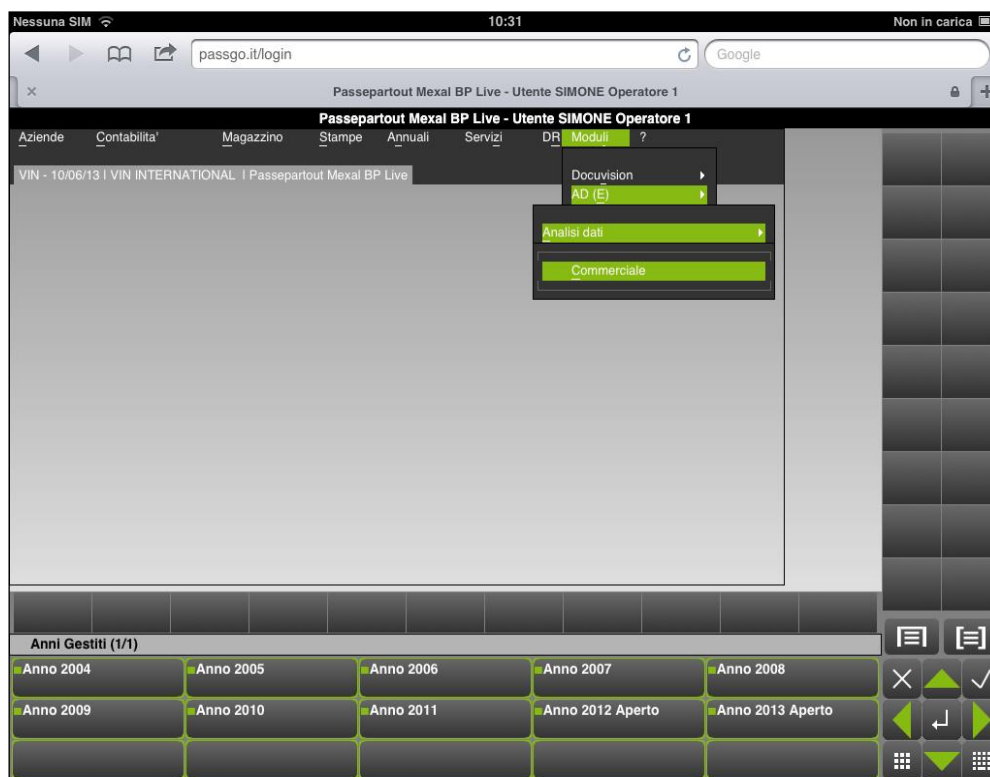 Nessuna SIM 10:31 Non in carica
passgo.it/login Google
Passepartout Mexal BP Live - Utente SIMONE Operatore 1
Passepartout Mexal BP Live - Utente SIMONE Operatore 1
Aziende Contabilita' Magazzino Stampe Annuali Servizi DR Moduli ?
VIN - 10/06/13 I VIN INTERNATIONAL I Passepartout Mexal BP Live
Docuvision
AD (E)
Analisi dati
Commerciale
Anni Gestiti (1/1)
Anno 2004 Anno 2005 Anno 2006 Anno 2007 Anno 2008
Anno 2009 Anno 2010 Anno 2011 Anno 2012 Aperto Anno 2013 Aperto